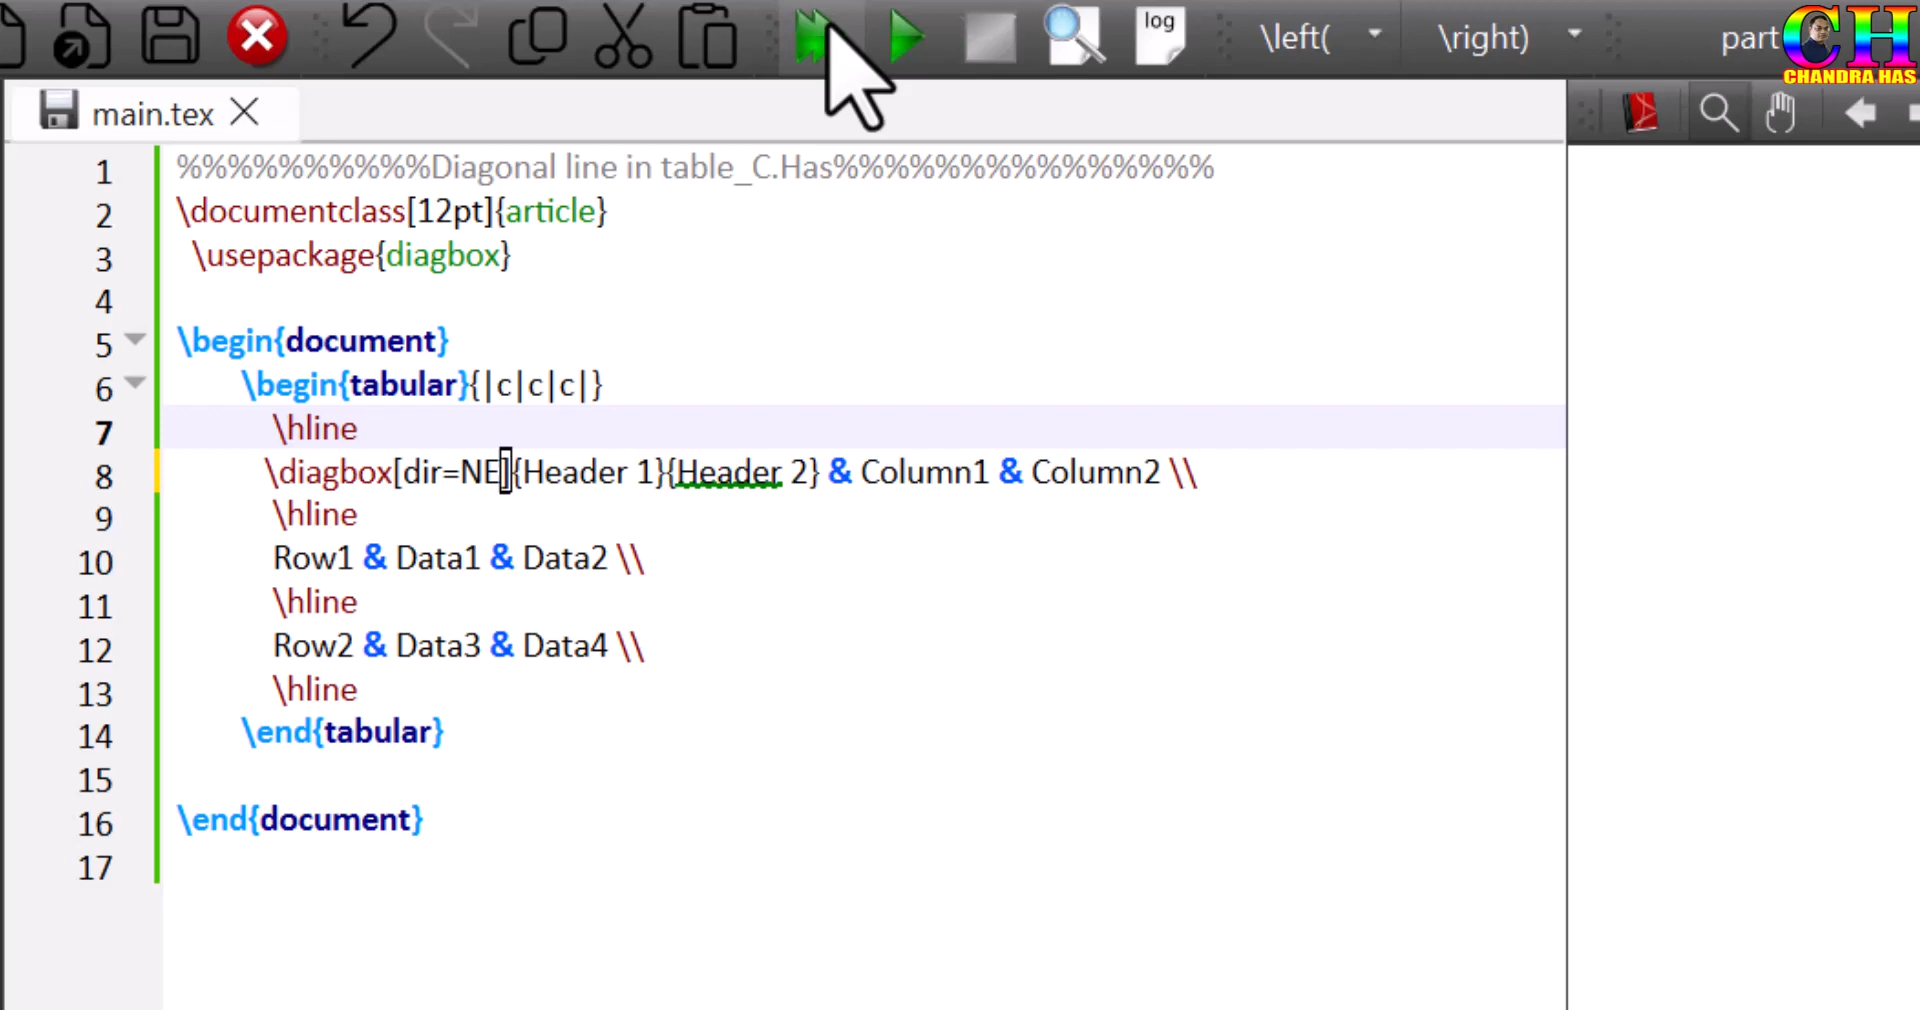 log
\left(
\right)
part
CH
CHANDRA HAS
main.tex
1 %%%%%%%%%%Diagonal line in table_C.Has%%%%%%%%%%%%%%%
2 \documentclass[12pt]{article}
3 \usepackage{diagbox}
4
5 \begin{document}
6 \begin{tabular}{|c|c|c|}
7 \hline
8 \diagbox[dir=NE]{Header 1}{Header 2} & Column1 & Column2 \\
9 \hline
10 Row1 & Data1 & Data2 \\
11 \hline
12 Row2 & Data3 & Data4 \\
13 \hline
14 \end{tabular}
15
16 \end{document}
17